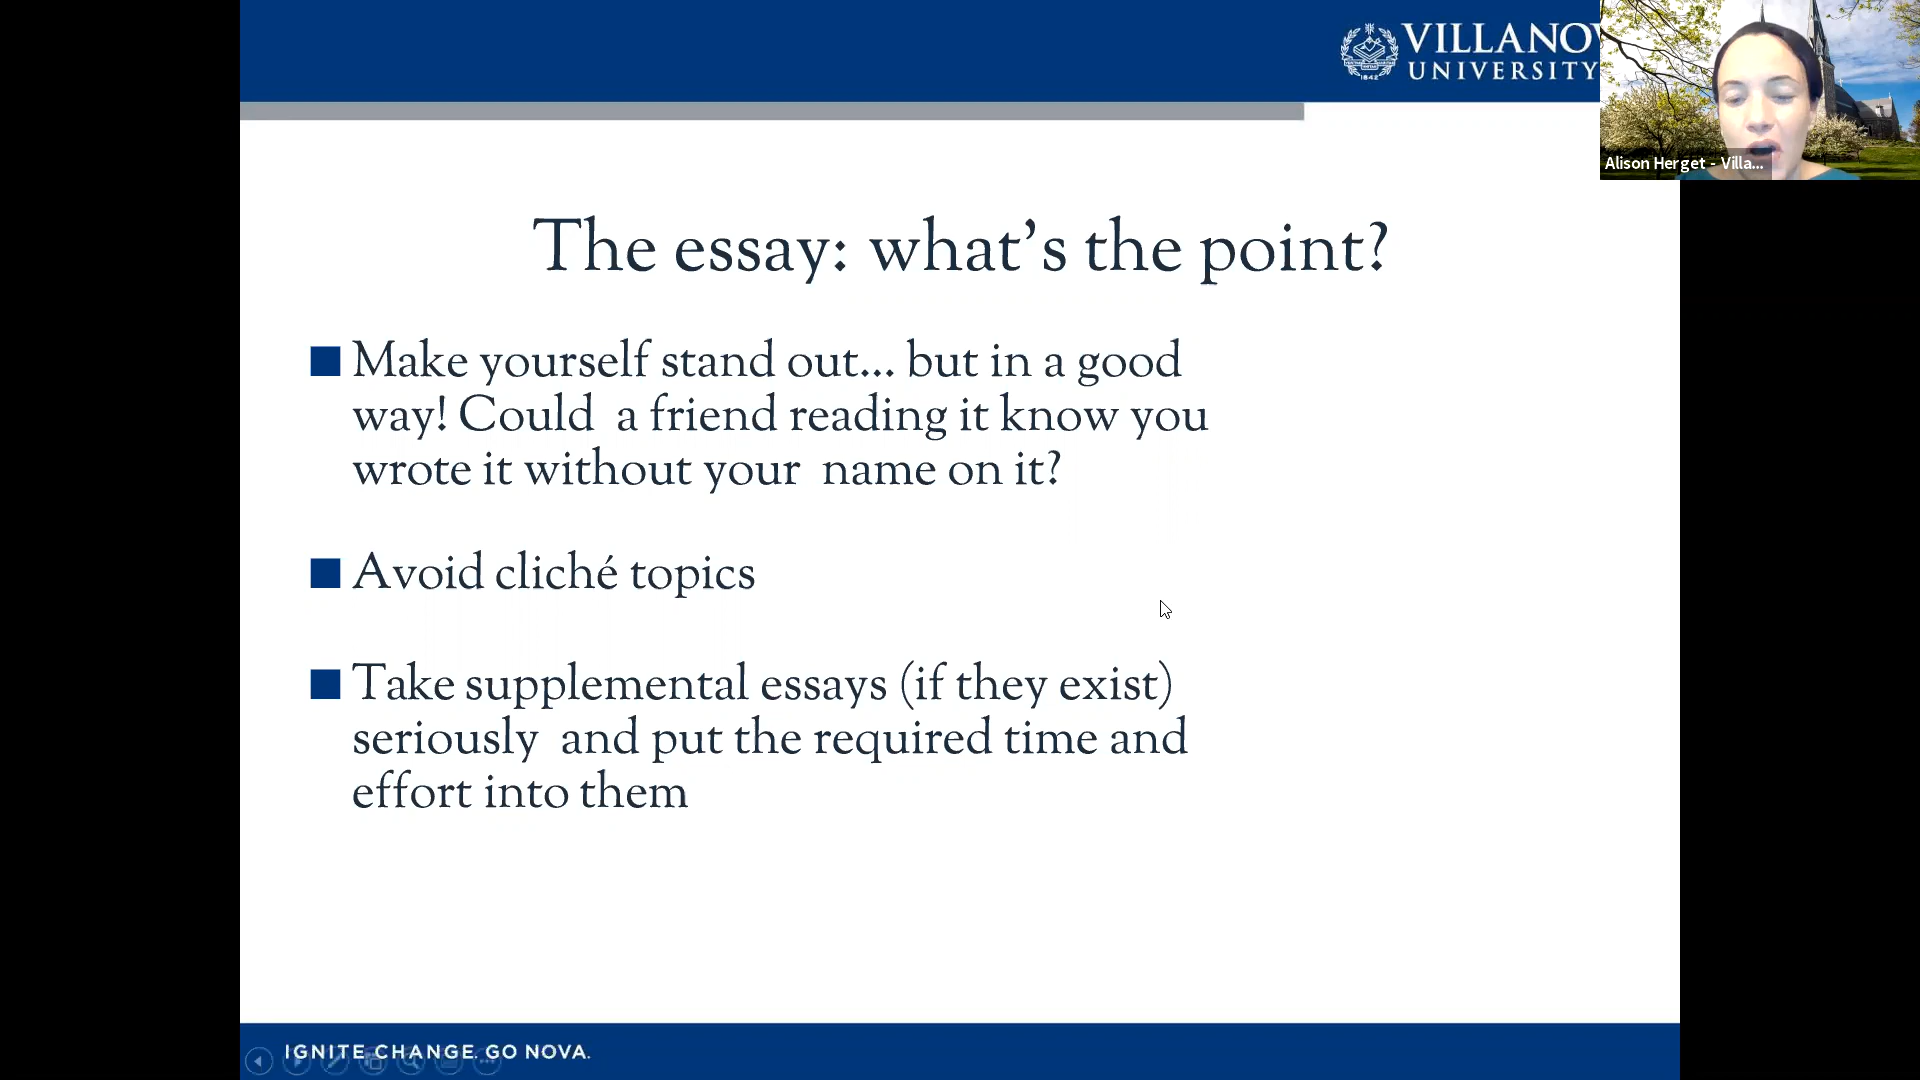 VILLANO
UNIVERSITY
1842
Alison Herget - Villa...
The essay: what's the point?
Make yourself stand out... but in a good
way! Could a friend reading it know you
wrote it without your name on it?
Avoid cliché topics
Take supplemental essays (if they exist)
seriously and put the required time and
effort into them
IGNITE CHANGE. GO NOVA.